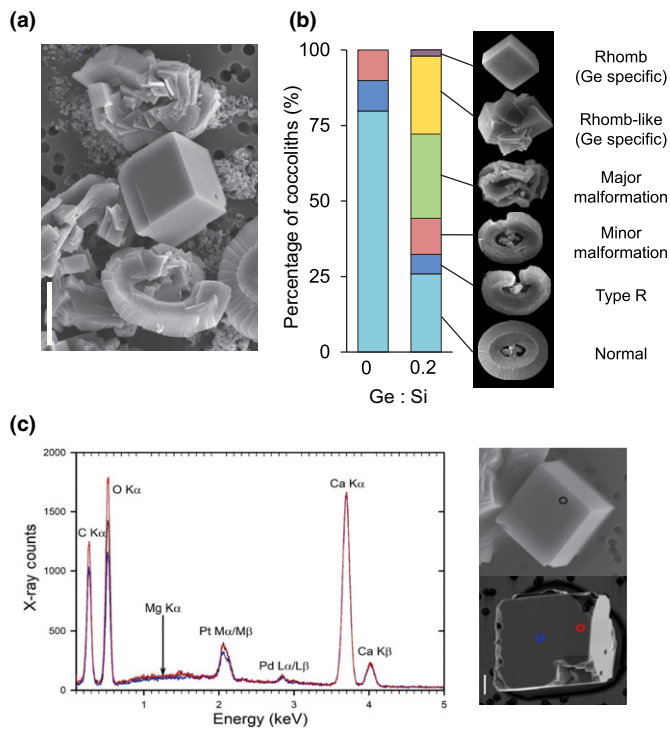 (a)
(b)
100
75
50
25
0
Percentage of coccoliths (%)
0
0.2
Ge : Si
Rhomb
(Ge specific)
Rhomb-like
(Ge specific)
Major
malformation
Minor
malformation
Type R
Normal
(c)
2000
1500
1000
500
0
X-ray counts
C Kα
O Kα
Mg Kα
Pt Mα/Mβ
Pd Lα/Lβ
Ca Kα
Ca Kβ
1
2
3
4
5
Energy (keV)